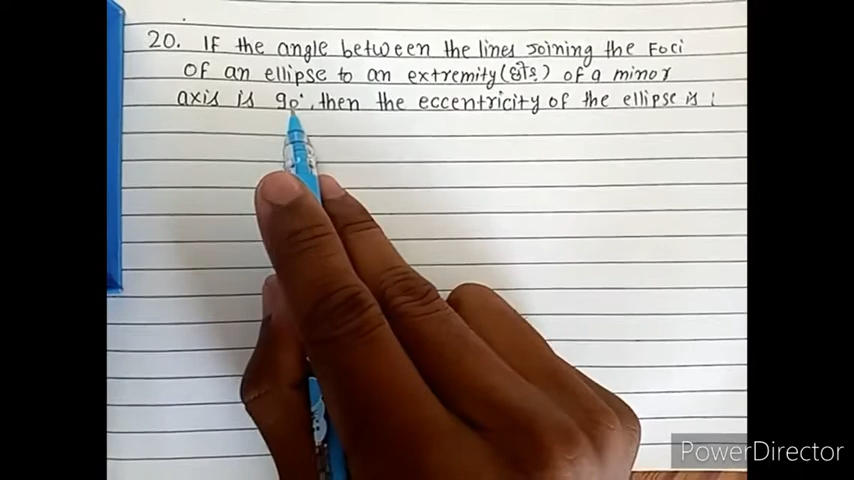 20. If the angle between the lines Joining the Foci
of an ellipse to an extremity ( ) of a minor
axis is 90°, then the eccentricity of the ellipse is :
PowerDirector